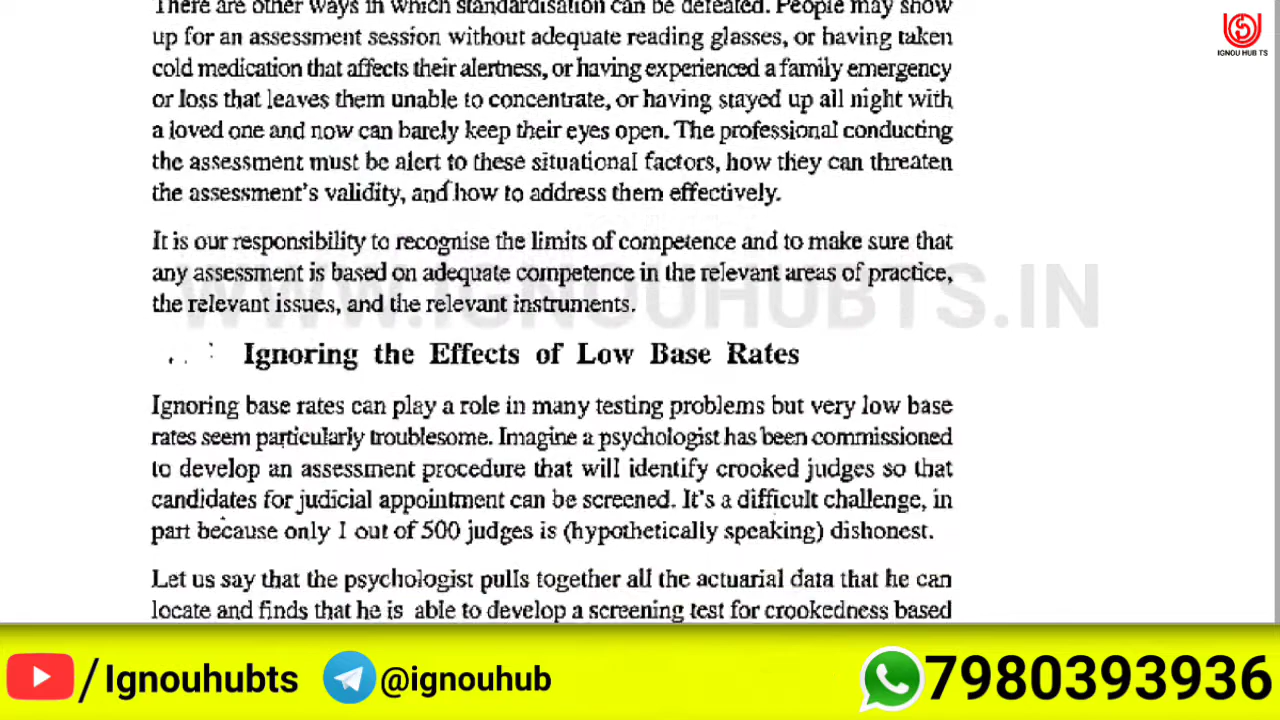 There are other ways in which standardisation can be defeated. People may show
up for an assessment session without adequate reading glasses, or having taken
cold medication that affects their alertness, or having experienced a family emergency
or loss that leaves them unable to concentrate, or having stayed up all night with
a loved one and now can barely keep their eyes open. The professional conducting
the assessment must be alert to these situational factors, how they can threaten
the assessment's validity, and how to address them effectively.
It is our responsibility to recognise the limits of competence and to make sure that
any assessment is based on adequate competence in the relevant areas of practice,
the relevant issues, and the relevant instruments.
WWW.IGNOUHUBTS.IN
Ignoring the Effects of Low Base Rates
Ignoring base rates can play a role in many testing problems but very low base
rates seem particularly troublesome. Imagine a psychologist has been commissioned
to develop an assessment procedure that will identify crooked judges so that
candidates for judicial appointment can be screened. It's a difficult challenge, in
part because only 1 out of 500 judges is (hypothetically speaking) dishonest.
Let us say that the psychologist pulls together all the actuarial data that he can
locate and finds that he is able to develop a screening test for crookedness based
IGNOU HUB TS
/Ignouhubts
@ignouhub
7980393936